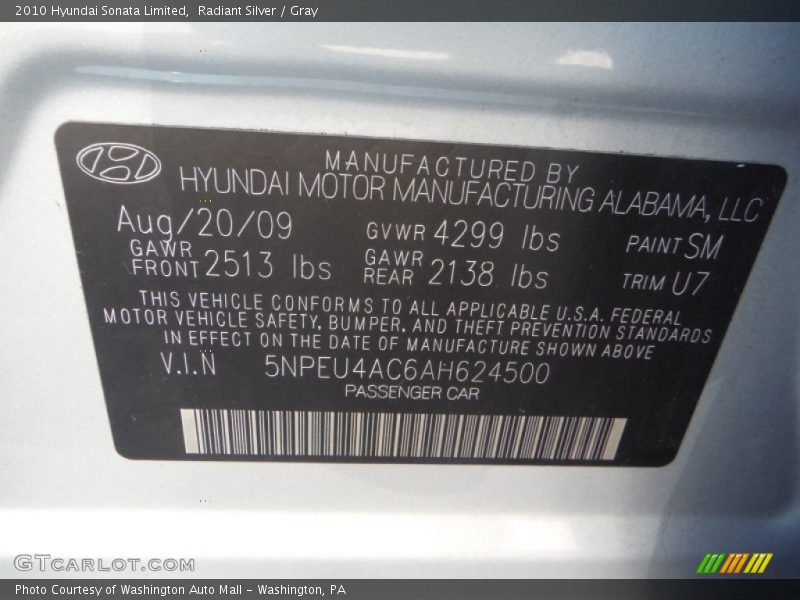 2010 Hyundai Sonata Limited, Radiant Silver / Gray
MANUFACTURED BY
HYUNDAI MOTOR MANUFACTURING ALABAMA, LLC
Aug/20/09 GVWR 4299 lbs PAINT SM
GAWR FRONT 2513 lbs GAWR REAR 2138 lbs TRIM U7
THIS VEHICLE CONFORMS TO ALL APPLICABLE U.S.A. FEDERAL
MOTOR VEHICLE SAFETY, BUMPER, AND THEFT PREVENTION STANDARDS
IN EFFECT ON THE DATE OF MANUFACTURE SHOWN ABOVE
V.I.N 5NPEU4AC6AH624500
PASSENGER CAR
GTCARLOT.COM
Photo Courtesy of Washington Auto Mall - Washington, PA